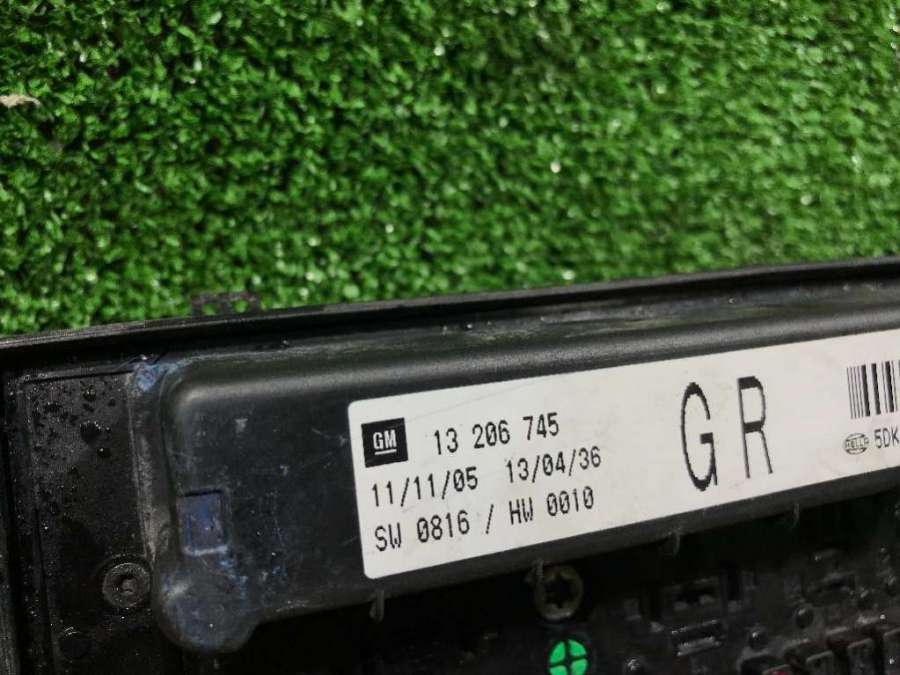 GM 13 206 745
11/11/05 13/04/36
SW 0816 / HW 0010
GR
HELLA 5DK